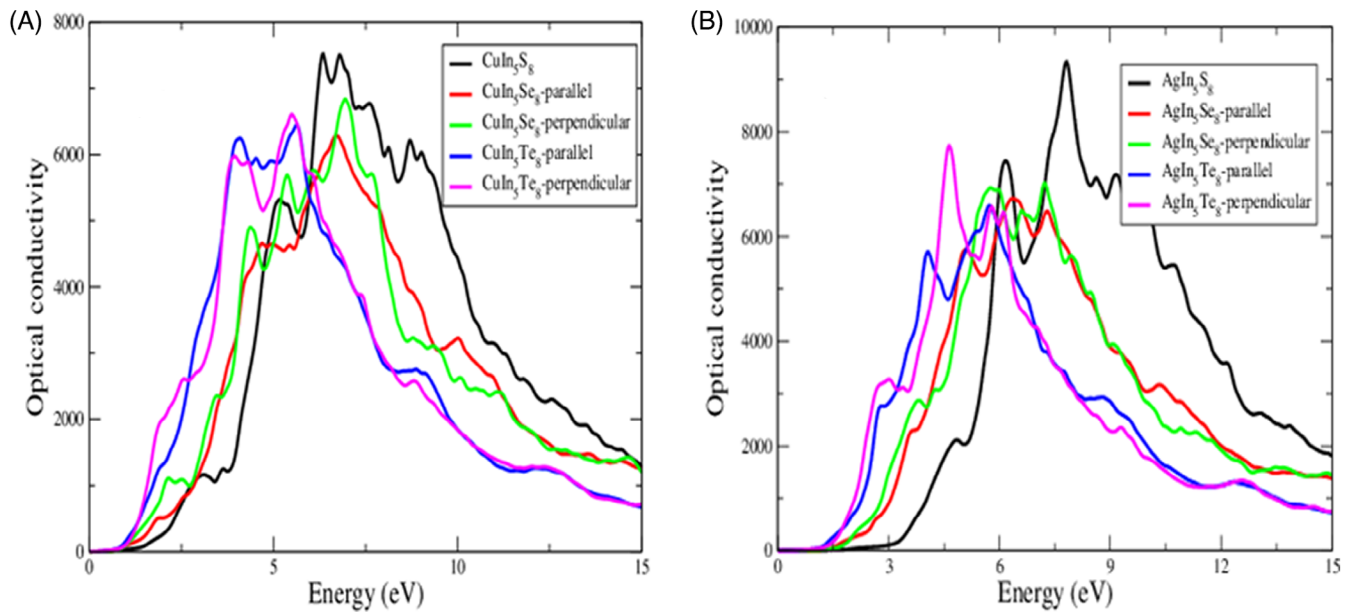 (A)
8000
6000
4000
2000
0
Optical conductivity
0 5 10 15
Energy (eV)
CuIn₅S₈
CuIn₅Se₈-parallel
CuIn₅Se₈-perpendicular
CuIn₅Te₈-parallel
CuIn₅Te₈-perpendicular
(B)
10000
8000
6000
4000
2000
0
Optical conductivity
0 3 6 9 12 15
Energy (eV)
AgIn₅S₈
AgIn₅Se₈-parallel
AgIn₅Se₈-perpendicular
AgIn₅Te₈-parallel
AgIn₅Te₈-perpendicular